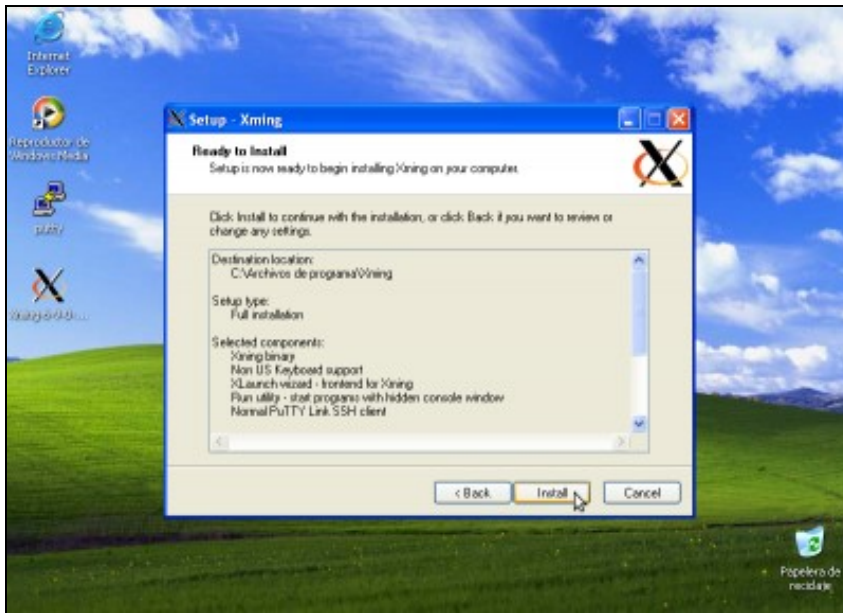 Internet
Explorer
Reproductor de
Windows Media
putty
Xming-6-9-0-...
Setup - Xming
Ready to Install
Setup is now ready to begin installing Xming on your computer.
Click Install to continue with the installation, or click Back if you want to review or
change any settings.
Destination location:
C:\Archivos de programa\Xming
Setup type:
Full installation
Selected components:
Xming binary
Non US Keyboard support
XLaunch wizard - frontend for Xming
Run utility - start programs with hidden console window
Normal PuTTY Link SSH client
< Back
Install
Cancel
Papelera de
reciclaje